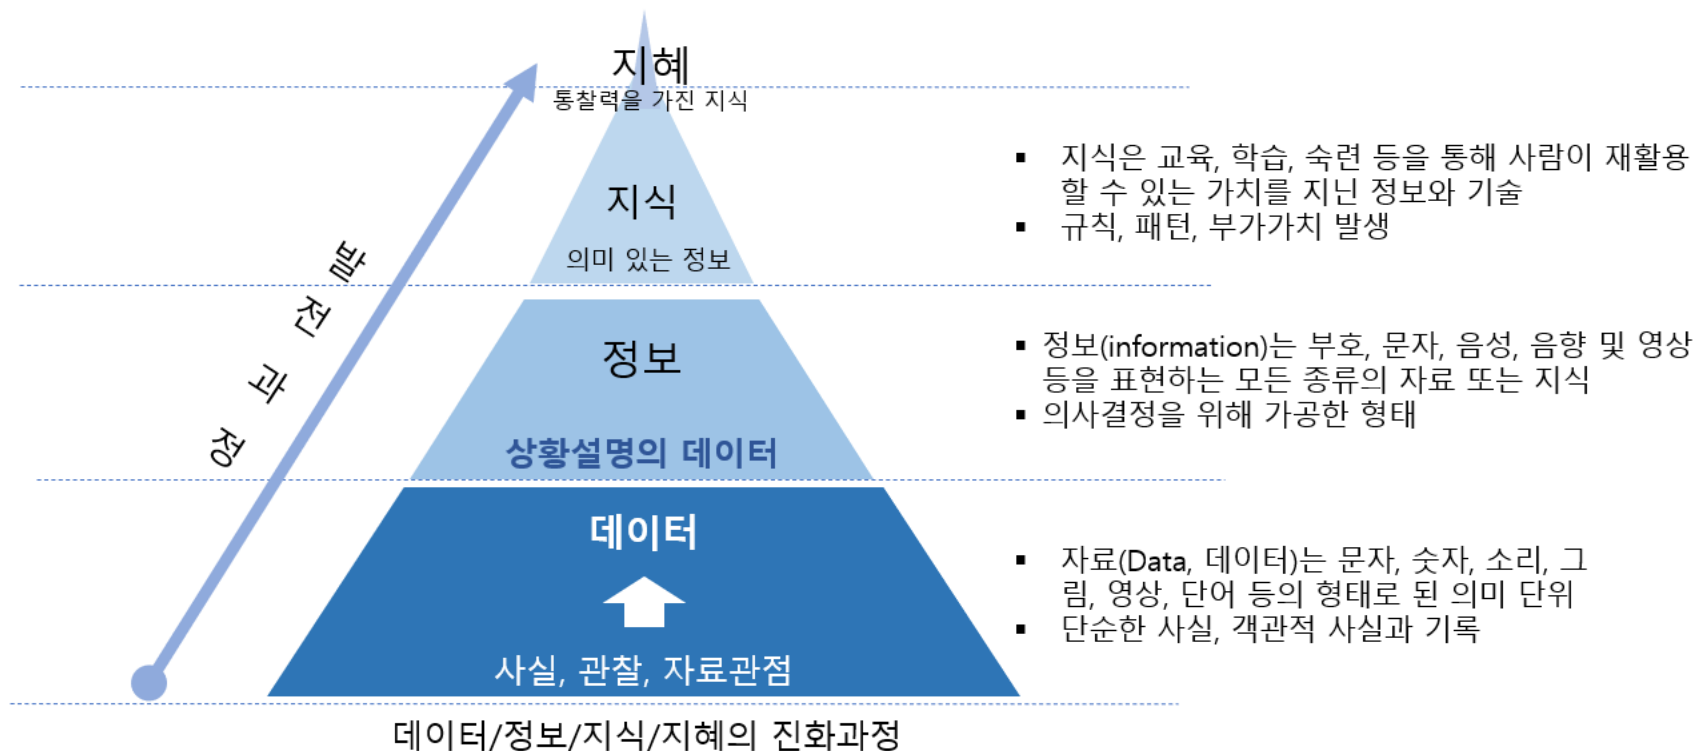 지혜
통찰력을 가진 지식
지식
의미 있는 정보
▪ 지식은 교육, 학습, 숙련 등을 통해 사람이 재활용
할 수 있는 가치를 지닌 정보와 기술
▪ 규칙, 패턴, 부가가치 발생
발전과정
정보
상황설명의 데이터
▪ 정보(information)는 부호, 문자, 음성, 음향 및 영상
등을 표현하는 모든 종류의 자료 또는 지식
▪ 의사결정을 위해 가공한 형태
데이터
사실, 관찰, 자료관점
▪ 자료(Data, 데이터)는 문자, 숫자, 소리, 그
림, 영상, 단어 등의 형태로 된 의미 단위
▪ 단순한 사실, 객관적 사실과 기록
데이터/정보/지식/지혜의 진화과정